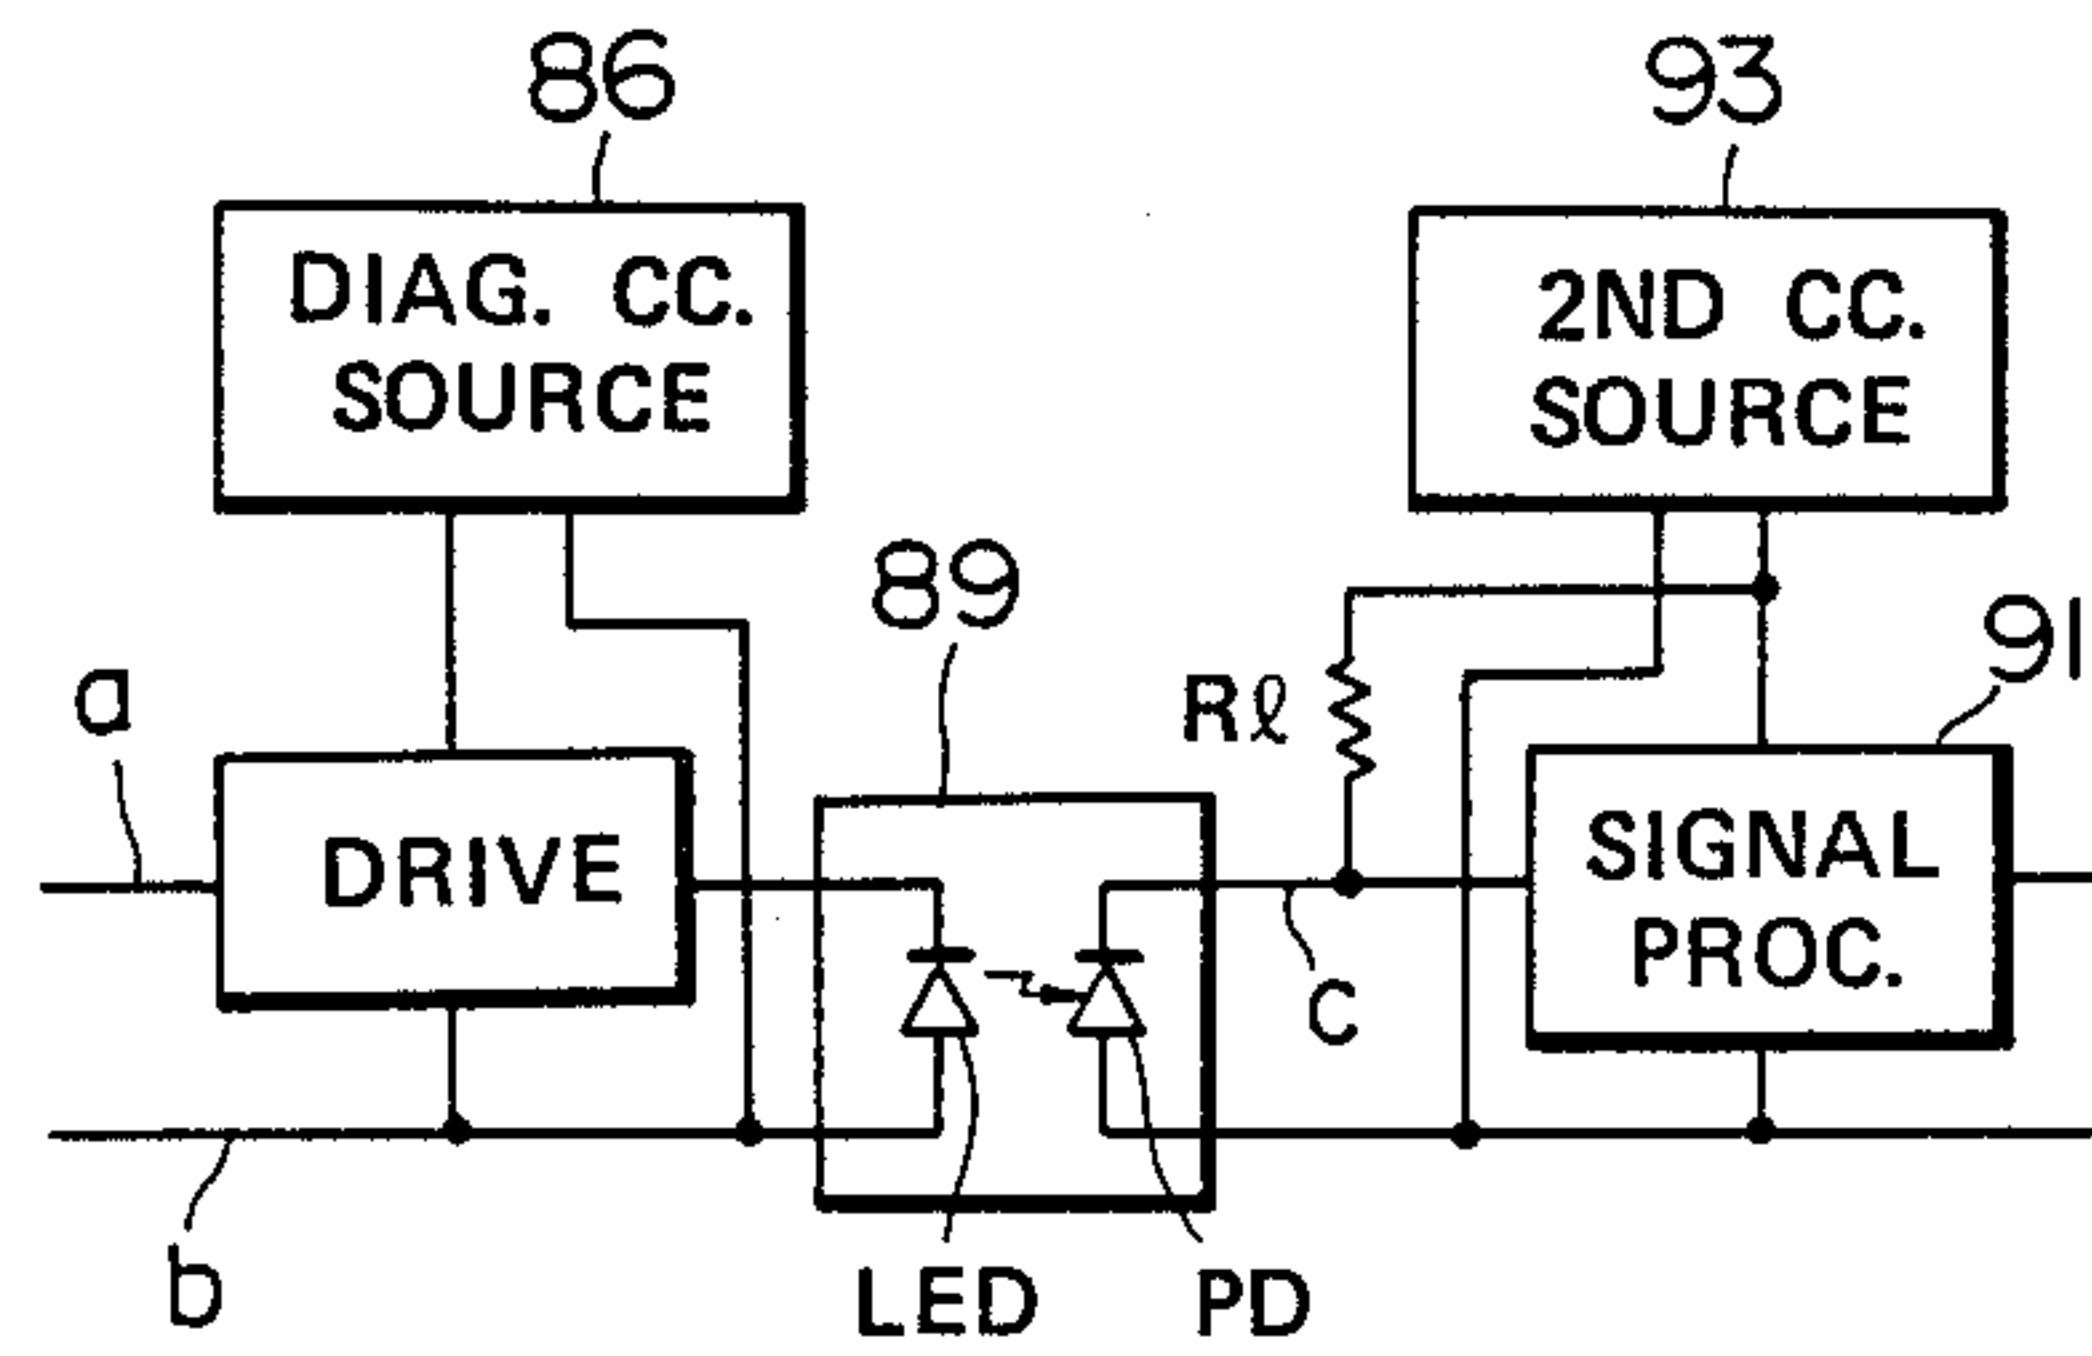 86
93
DIAG. CC.
SOURCE
2ND CC.
SOURCE
89
91
a
Rℓ
DRIVE
SIGNAL
PROC.
C
b
LED
PD